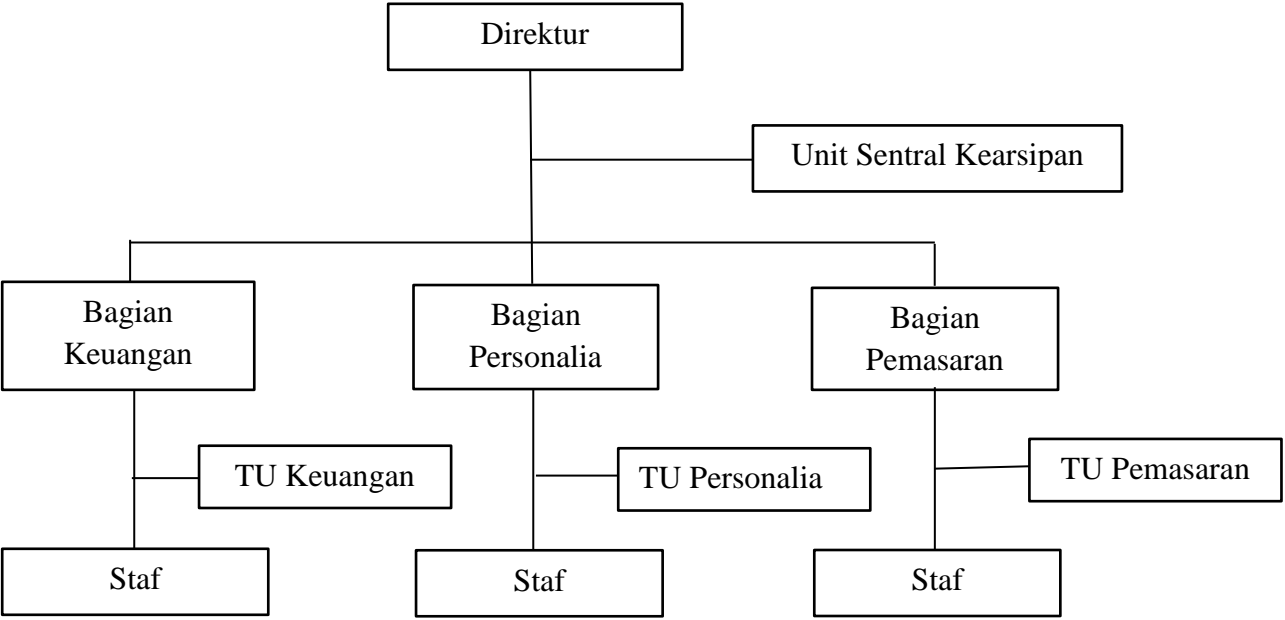 Direktur
Unit Sentral Kearsipan
Bagian
Keuangan
Bagian
Personalia
Bagian
Pemasaran
TU Keuangan
TU Personalia
TU Pemasaran
Staf
Staf
Staf